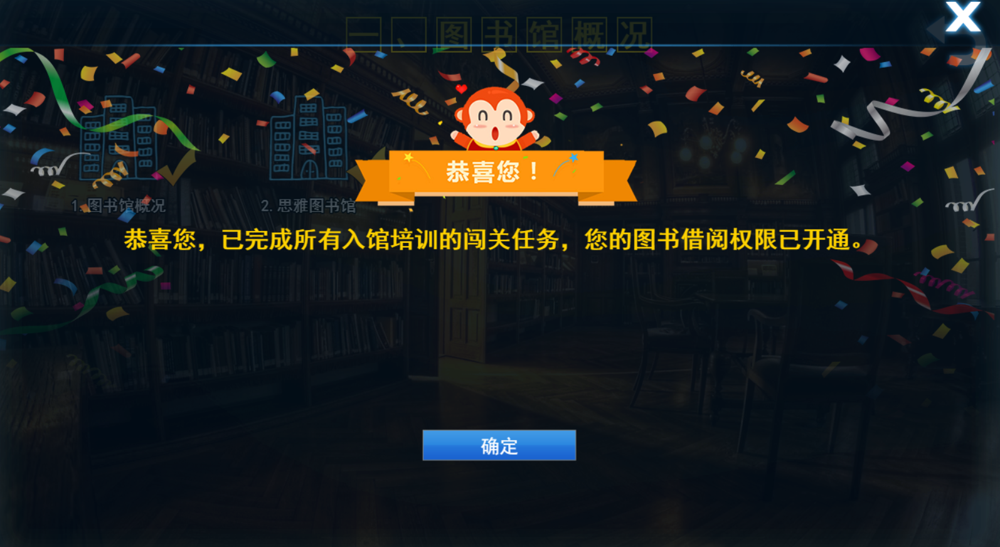 一、图书馆概况
X
恭喜您！
1.图书馆概况
2.思雅图书馆
恭喜您，已完成所有入馆培训的闯关任务，您的图书借阅权限已开通。
确定